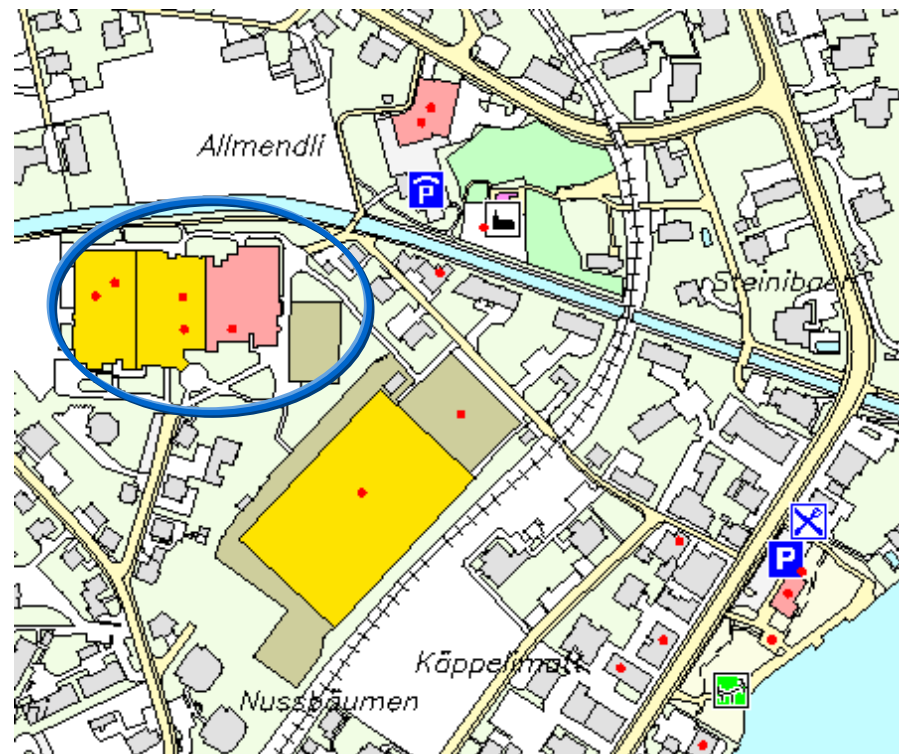 Allmendli
P
Steinibach
P
Käppelimatt
Nussbäumen